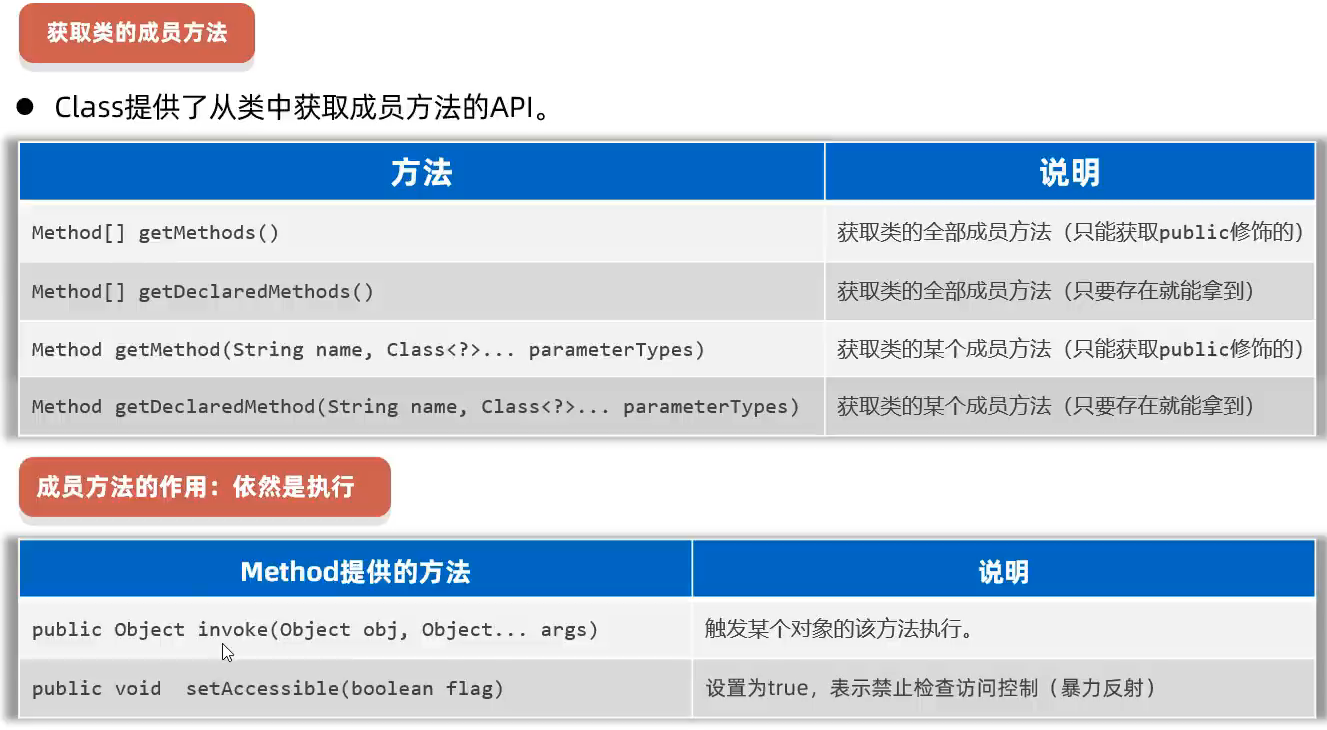 获取类的成员方法
● Class提供了从类中获取成员方法的API。
方法 说明
Method[] getMethods() 获取类的全部成员方法（只能获取public修饰的）
Method[] getDeclaredMethods() 获取类的全部成员方法（只要存在就能拿到）
Method getMethod(String name, Class<?>... parameterTypes) 获取类的某个成员方法（只能获取public修饰的）
Method getDeclaredMethod(String name, Class<?>... parameterTypes) 获取类的某个成员方法（只要存在就能拿到）
成员方法的作用：依然是执行
Method提供的方法 说明
public Object invoke(Object obj, Object... args) 触发某个对象的该方法执行。
public void setAccessible(boolean flag) 设置为true，表示禁止检查访问控制（暴力反射）